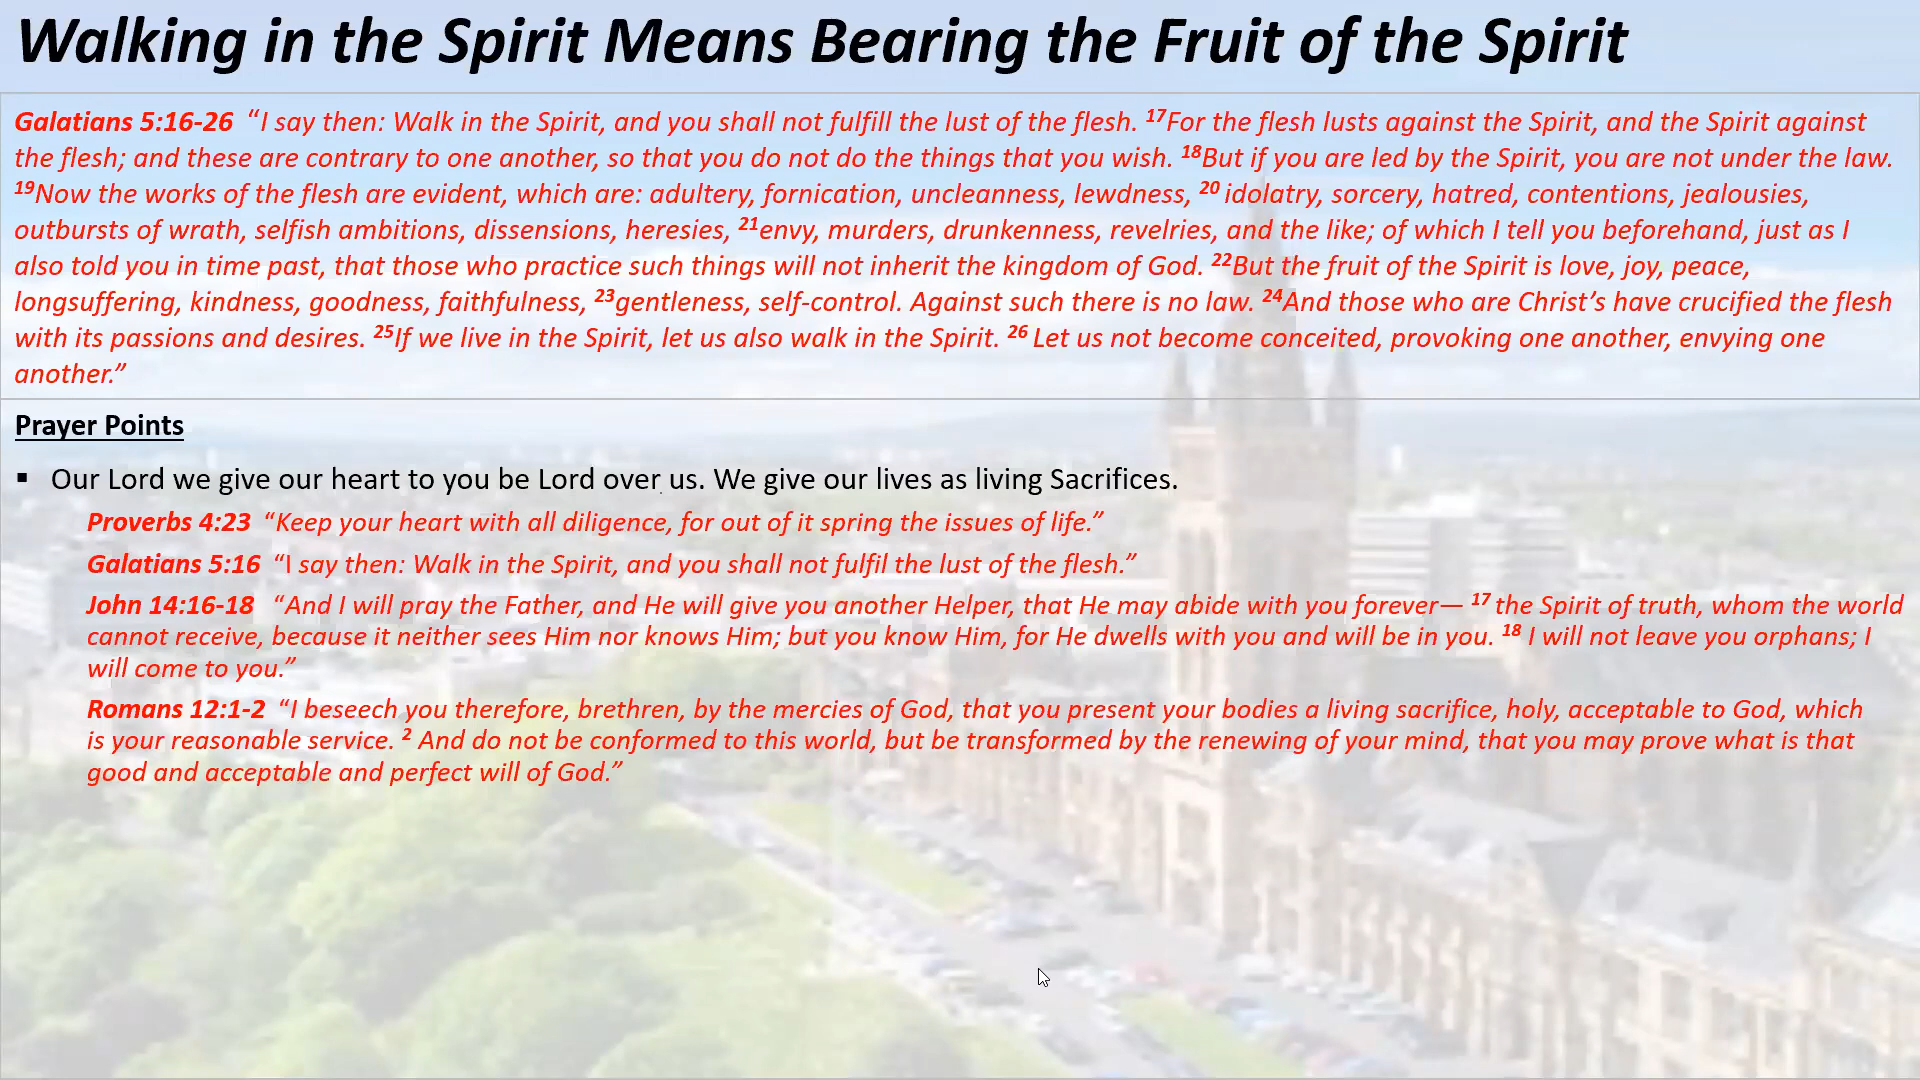 Walking in the Spirit Means Bearing the Fruit of the Spirit
Galatians 5:16-26 “I say then: Walk in the Spirit, and you shall not fulfill the lust of the flesh. 17For the flesh lusts against the Spirit, and the Spirit against
the flesh; and these are contrary to one another, so that you do not do the things that you wish. 18But if you are led by the Spirit, you are not under the law.
19Now the works of the flesh are evident, which are: adultery, fornication, uncleanness, lewdness, 20 idolatry, sorcery, hatred, contentions, jealousies,
outbursts of wrath, selfish ambitions, dissensions, heresies, 21envy, murders, drunkenness, revelries, and the like; of which I tell you beforehand, just as I
also told you in time past, that those who practice such things will not inherit the kingdom of God. 22But the fruit of the Spirit is love, joy, peace,
longsuffering, kindness, goodness, faithfulness, 23gentleness, self-control. Against such there is no law. 24And those who are Christ’s have crucified the flesh
with its passions and desires. 25If we live in the Spirit, let us also walk in the Spirit. 26 Let us not become conceited, provoking one another, envying one
another.”
Prayer Points
▪ Our Lord we give our heart to you be Lord over us. We give our lives as living Sacrifices.
Proverbs 4:23 “Keep your heart with all diligence, for out of it spring the issues of life.”
Galatians 5:16 “I say then: Walk in the Spirit, and you shall not fulfil the lust of the flesh.”
John 14:16-18 “And I will pray the Father, and He will give you another Helper, that He may abide with you forever— 17 the Spirit of truth, whom the world
cannot receive, because it neither sees Him nor knows Him; but you know Him, for He dwells with you and will be in you. 18 I will not leave you orphans; I
will come to you.”
Romans 12:1-2 “I beseech you therefore, brethren, by the mercies of God, that you present your bodies a living sacrifice, holy, acceptable to God, which
is your reasonable service. 2 And do not be conformed to this world, but be transformed by the renewing of your mind, that you may prove what is that
good and acceptable and perfect will of God.”